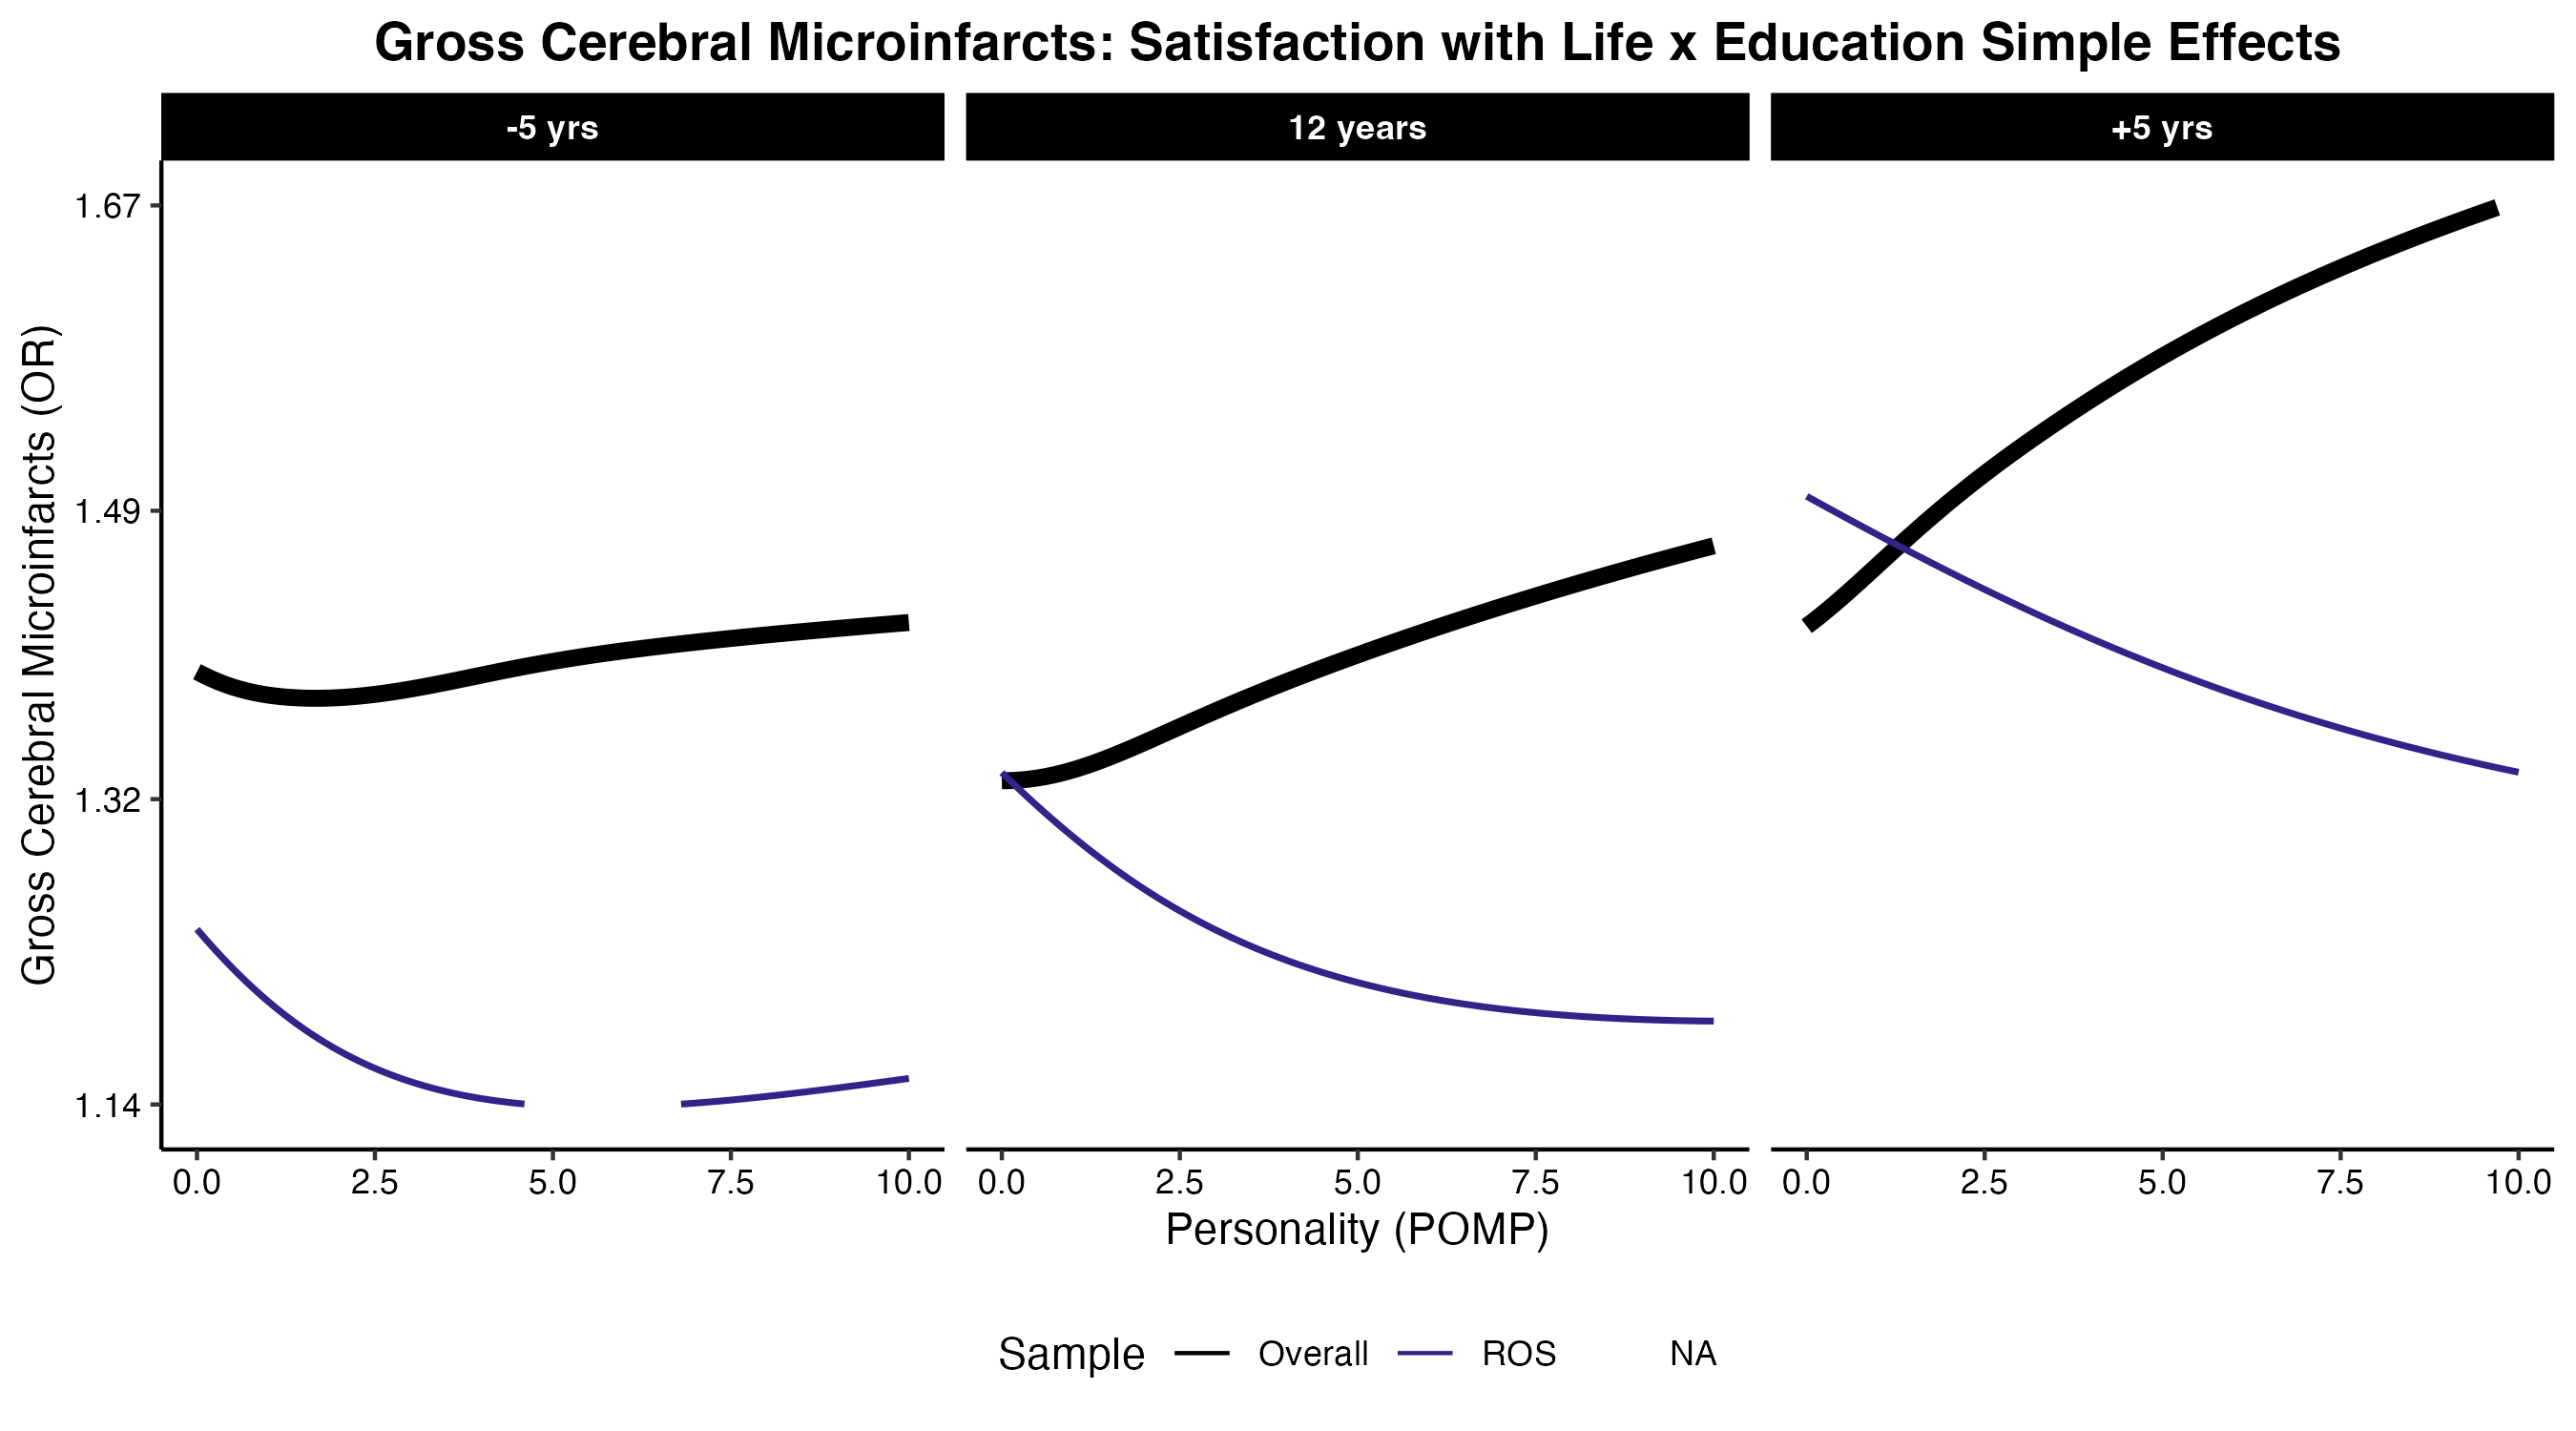 Gross Cerebral Microinfarcts: Satisfaction with Life x Education Simple Effects
-5 yrs
12 years
+5 yrs
Gross Cerebral Microinfarcts (OR)
1.67
1.49
1.32
1.14
0.0 2.5 5.0 7.5 10.0
0.0 2.5 5.0 7.5 10.0
0.0 2.5 5.0 7.5 10.0
Personality (POMP)
Sample Overall ROS NA